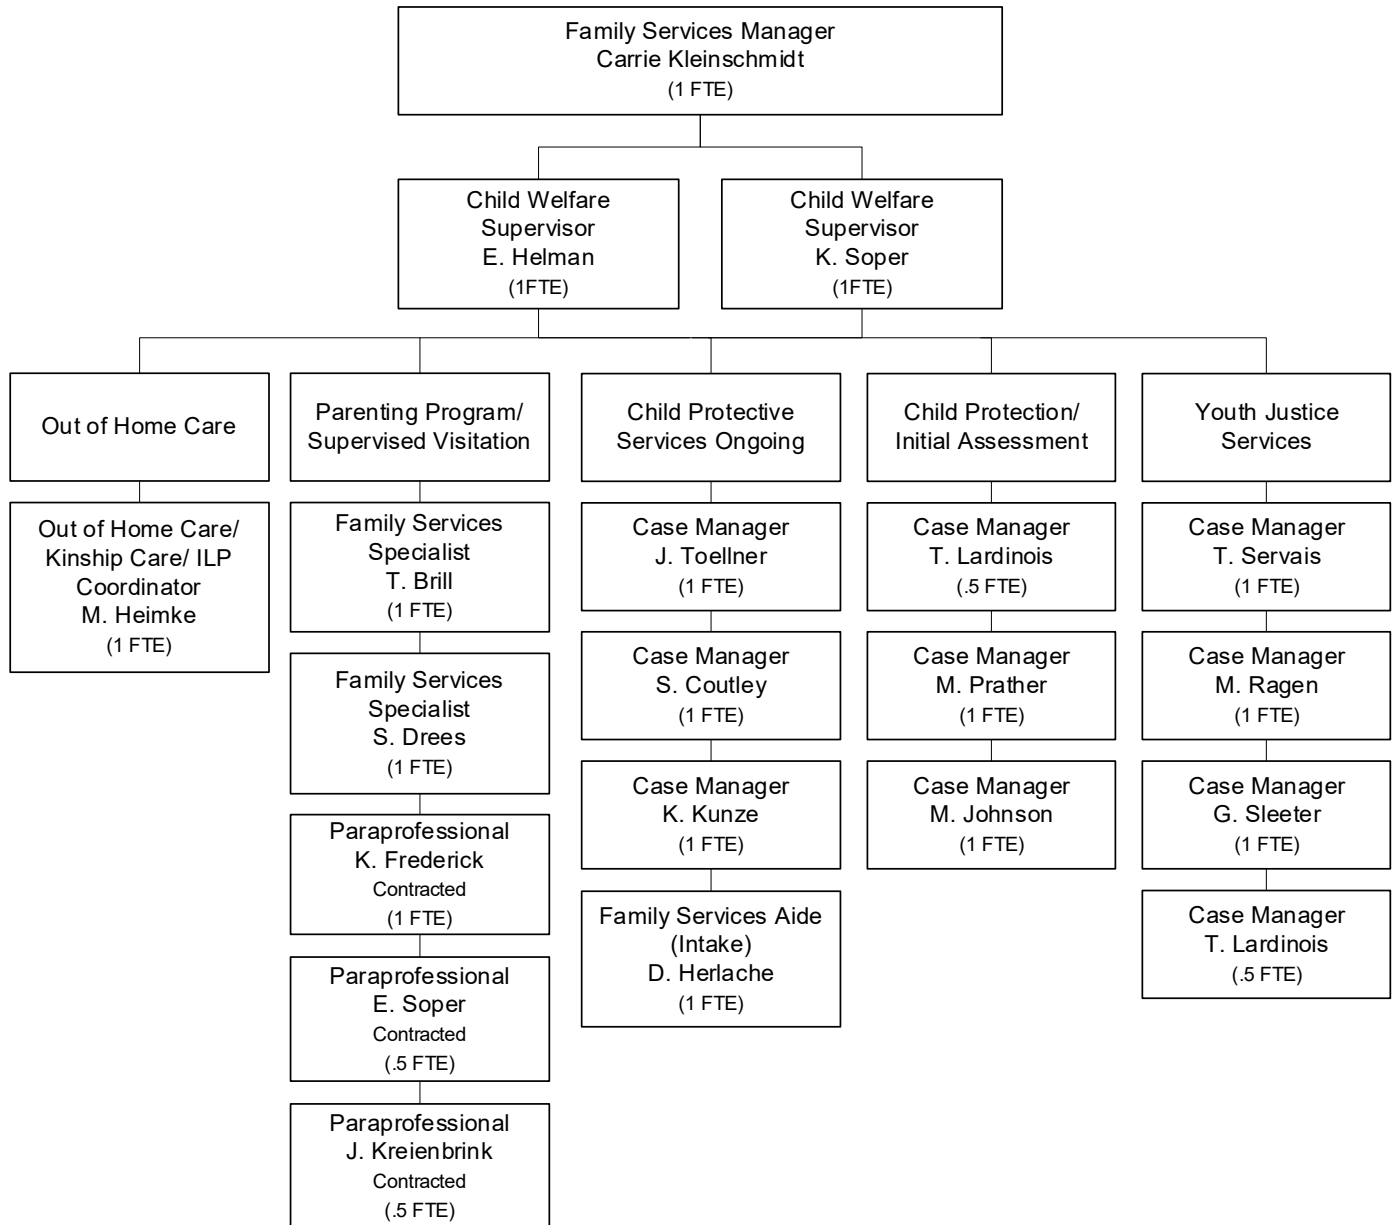 Family Services Manager
Carrie Kleinschmidt
(1 FTE)
Child Welfare
Supervisor
E. Helman
(1FTE)
Child Welfare
Supervisor
K. Soper
(1FTE)
Out of Home Care
Out of Home Care/
Kinship Care/ ILP
Coordinator
M. Heimke
(1 FTE)
Parenting Program/
Supervised Visitation
Family Services
Specialist
T. Brill
(1 FTE)
Family Services
Specialist
S. Drees
(1 FTE)
Paraprofessional
K. Frederick
Contracted
(1 FTE)
Paraprofessional
E. Soper
Contracted
(.5 FTE)
Paraprofessional
J. Kreienbrink
Contracted
(.5 FTE)
Child Protective
Services Ongoing
Case Manager
J. Toellner
(1 FTE)
Case Manager
S. Coutley
(1 FTE)
Case Manager
K. Kunze
(1 FTE)
Family Services Aide
(Intake)
D. Herlache
(1 FTE)
Child Protection/
Initial Assessment
Case Manager
T. Lardinois
(.5 FTE)
Case Manager
M. Prather
(1 FTE)
Case Manager
M. Johnson
(1 FTE)
Youth Justice
Services
Case Manager
T. Servais
(1 FTE)
Case Manager
M. Ragen
(1 FTE)
Case Manager
G. Sleeter
(1 FTE)
Case Manager
T. Lardinois
(.5 FTE)